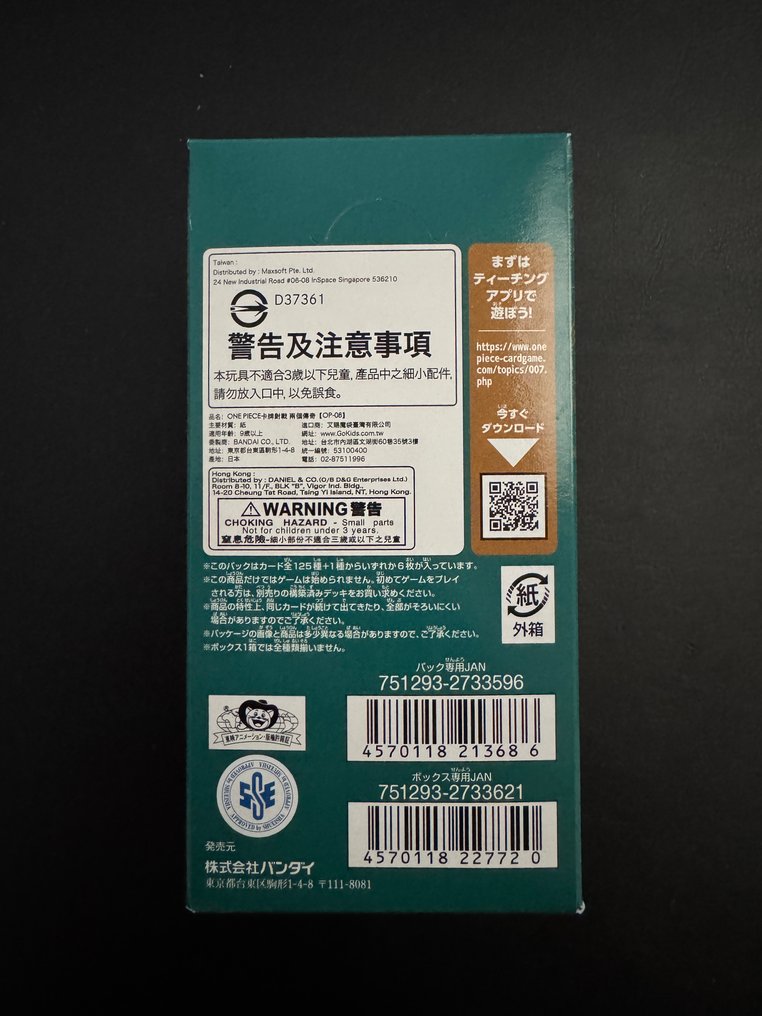 Taiwan :
Distributed by : Maxsoft Pte. Ltd.
24 New Industrial Road #06-08 InSpace Singapore 536210
D37361
警告及注意事項
本玩具不適合3歲以下兒童, 產品中之細小配件,
請勿放入口中, 以免誤食。
品名: ONE PIECE卡牌對戰 兩個傳奇【OP-08】
主要材質: 紙 進口商: 艾賜魔袋臺灣有限公司
適用年齡: 9歲以上 網址: www.GoKids.com.tw
委製商: BANDAI CO., LTD. 地址: 台北市內湖區文湖街60巷35號3樓
地址: 東京都台東區駒形1-4-8 統一編號: 53100400
產地: 日本 電話: 02-87511996
Hong Kong :
Distributed by : DANIEL & CO.(O/B D&G Enterprises Ltd.)
Room 8-10, 11/F., BLK "B", Vigor Ind. Bldg.,
14-20 Cheung Tat Road, Tsing Yi Island, NT, Hong Kong.
WARNING 警告
CHOKING HAZARD - Small parts
Not for children under 3 years.
窒息危險-細小部份不適合三歲或以下之兒童
まずは
ティーチング
アプリで
遊ぼう!
https://www.one
piece-cardgame.
com/topics/007.
php
今すぐ
ダウンロード
※このパックはカード全125種+1種からいずれか6枚が入っています。
※この商品だけではゲームは始められません。初めてゲームをプレイ
される方は、別売りの構築済みデッキをお買い求めください。
※商品の特性上、同じカードが続けて出てきたり、全部がそろいにくい
場合がありますのでご了承ください。
※パッケージの画像と商品は多少異なる場合がありますので、ご了承ください。
※ボックス1箱では全種類揃いません。
紙
外箱
パック専用JAN
751293-2733596
4570118 213686
ボックス専用JAN
751293-2733621
4570118 227720
東映アニメーション・版権許諾証
APPROVED by SHUEISHA
発売元
株式会社バンダイ
東京都台東区駒形1-4-8 〒111-8081